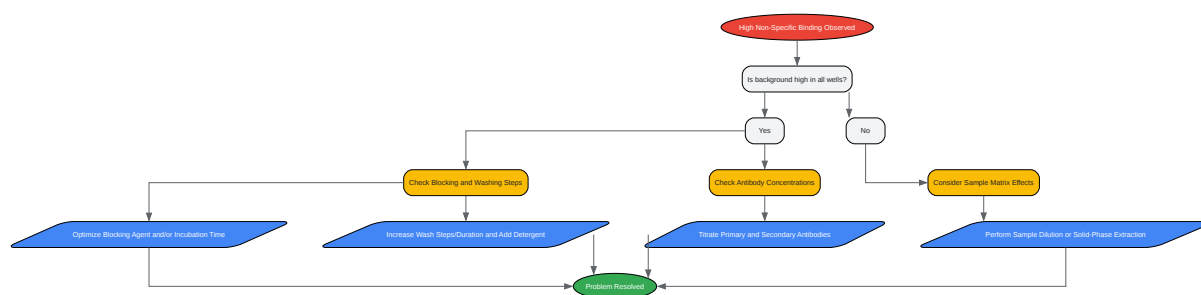 High Non-Specific Binding Observed
Is background high in all wells?
Yes
No
Check Blocking and Washing Steps
Check Antibody Concentrations
Consider Sample Matrix Effects
Optimize Blocking Agent and/or Incubation Time
Increase Wash Steps/Duration and Add Detergent
Titrate Primary and Secondary Antibodies
Perform Sample Dilution or Solid-Phase Extraction
Problem Resolved